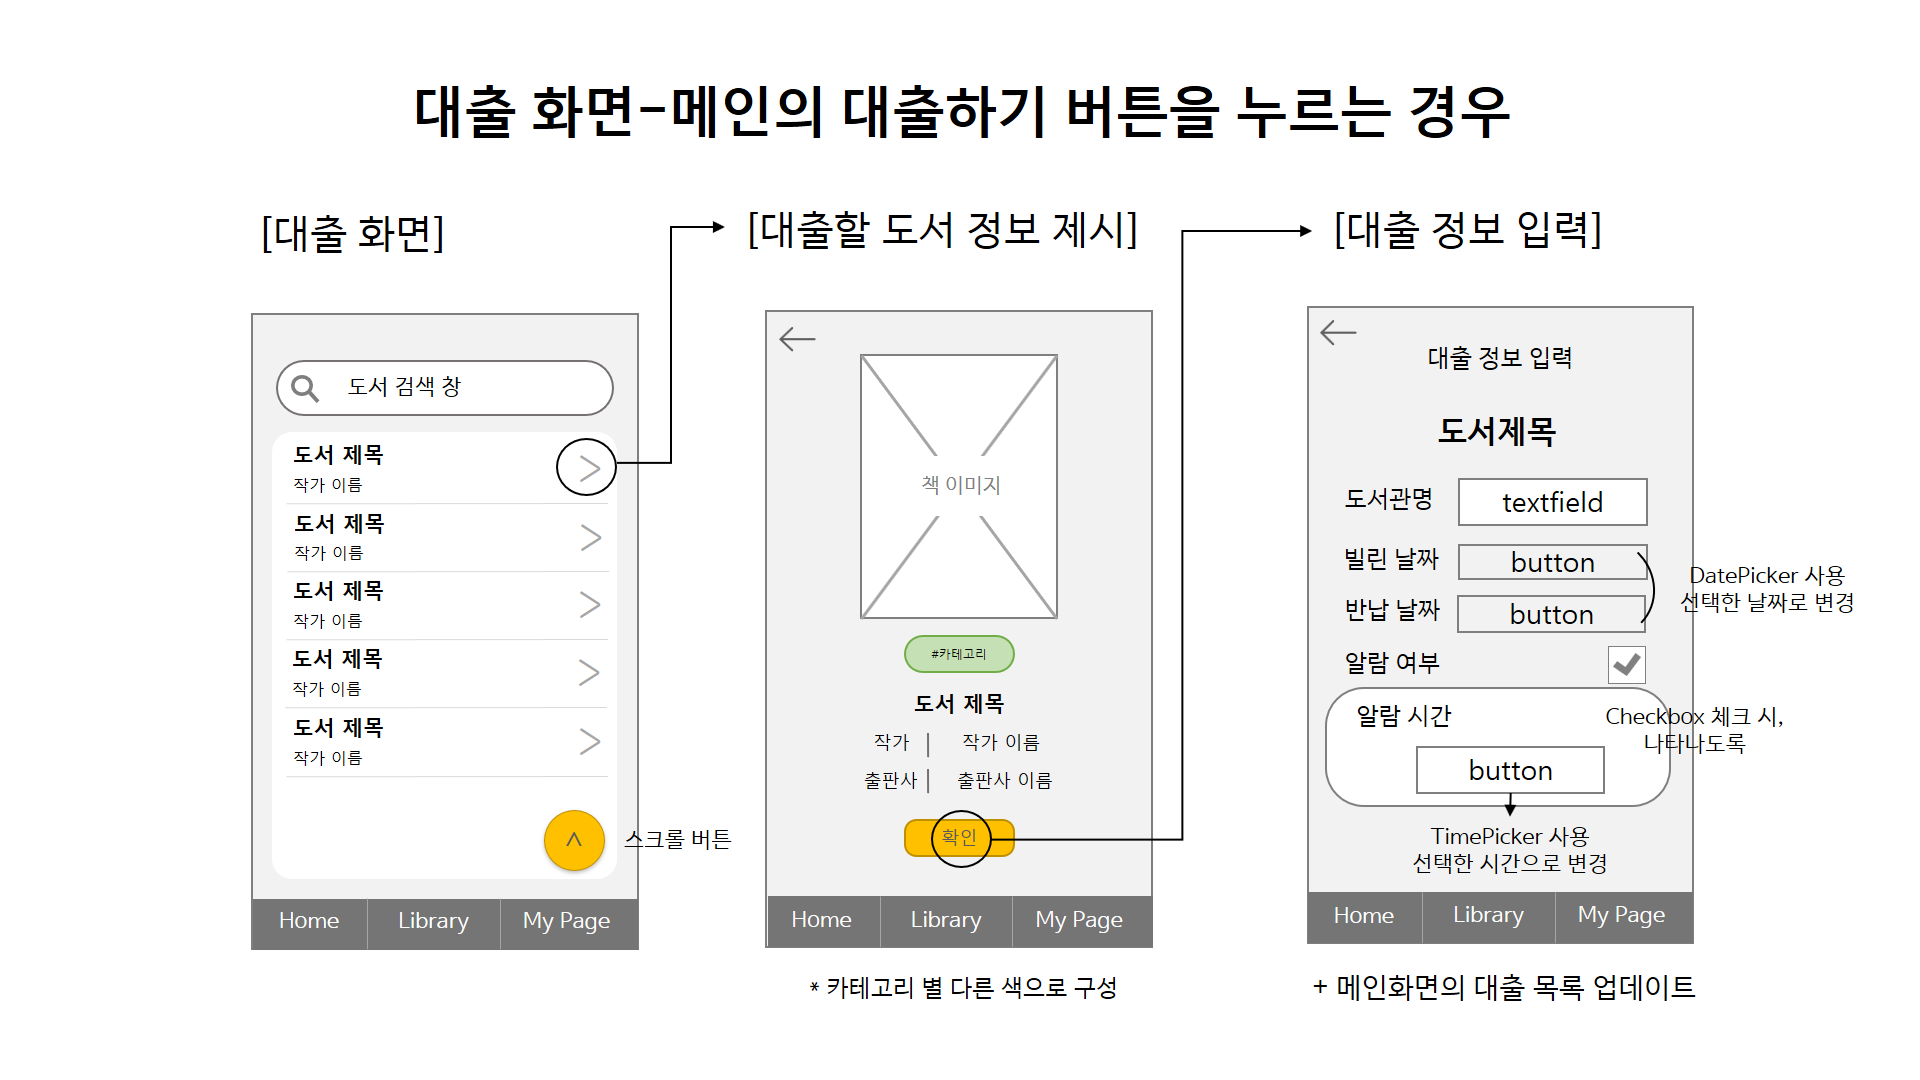 대출 화면-메인의 대출하기 버튼을 누르는 경우
[대출 화면]
도서 검색 창
도서 제목
작가 이름
도서 제목
작가 이름
도서 제목
작가 이름
도서 제목
작가 이름
도서 제목
작가 이름
^
스크롤 버튼
Home
Library
My Page
[대출할 도서 정보 제시]
책 이미지
#카테고리
도서 제목
작가 | 작가 이름
출판사 | 출판사 이름
확인
Home
Library
My Page
* 카테고리 별 다른 색으로 구성
[대출 정보 입력]
대출 정보 입력
도서제목
도서관명
textfield
빌린 날짜
button
반납 날짜
button
DatePicker 사용
선택한 날짜로 변경
알람 여부
알람 시간
Checkbox 체크 시,
나타나도록
button
TimePicker 사용
선택한 시간으로 변경
Home
Library
My Page
+ 메인화면의 대출 목록 업데이트